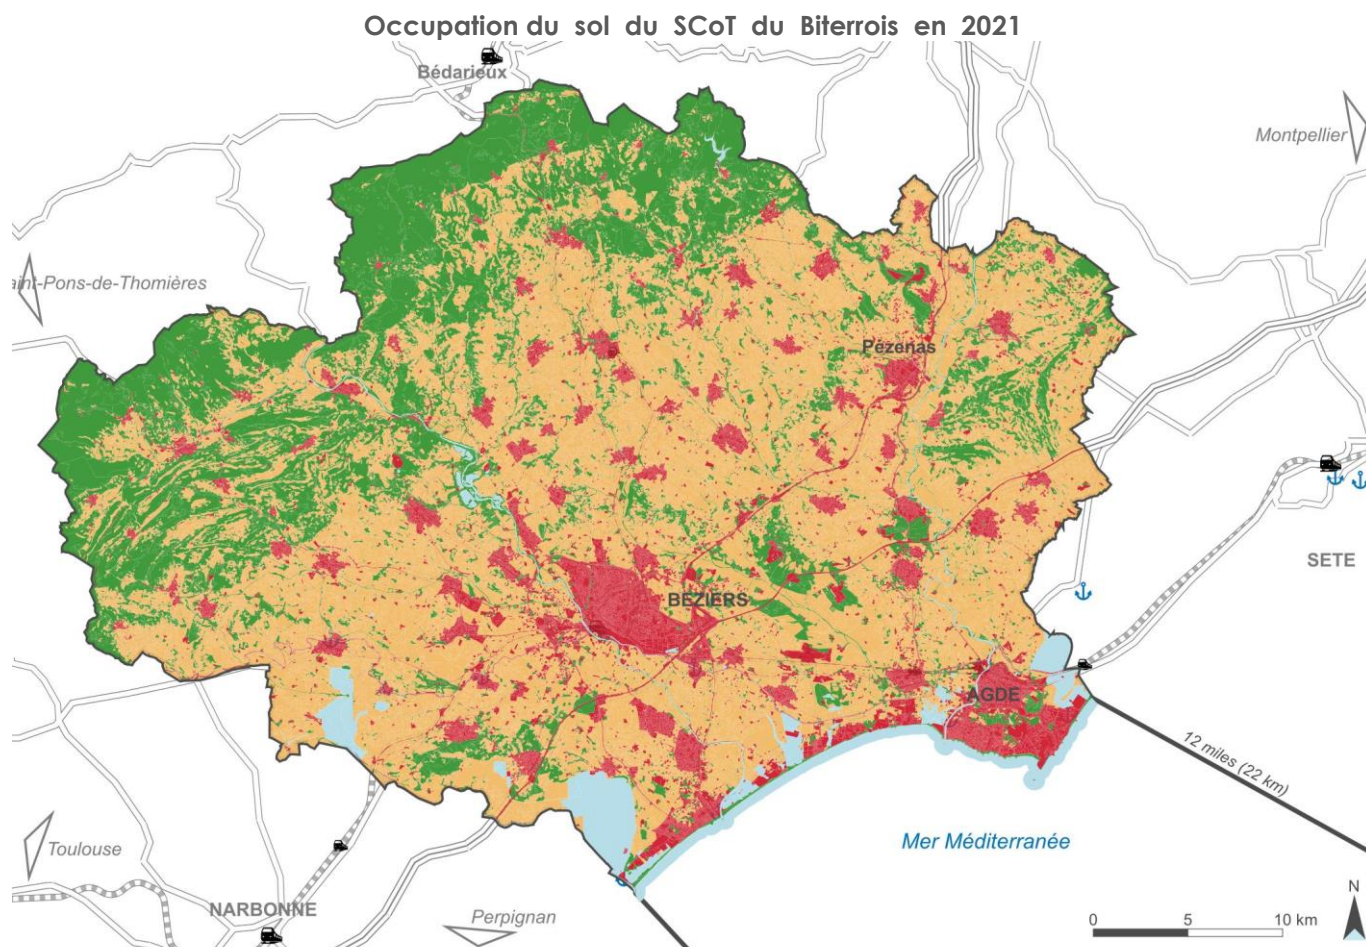 Occupation du sol du SCoT du Biterrois en 2021
Bédarieux
Montpellier
aint-Pons-de-Thomières
Pézenas
SETE
BEZIERS
AGDE
12 miles (22 km)
Mer Méditerranée
Toulouse
NARBONNE
Perpignan
N
0 5 10 km